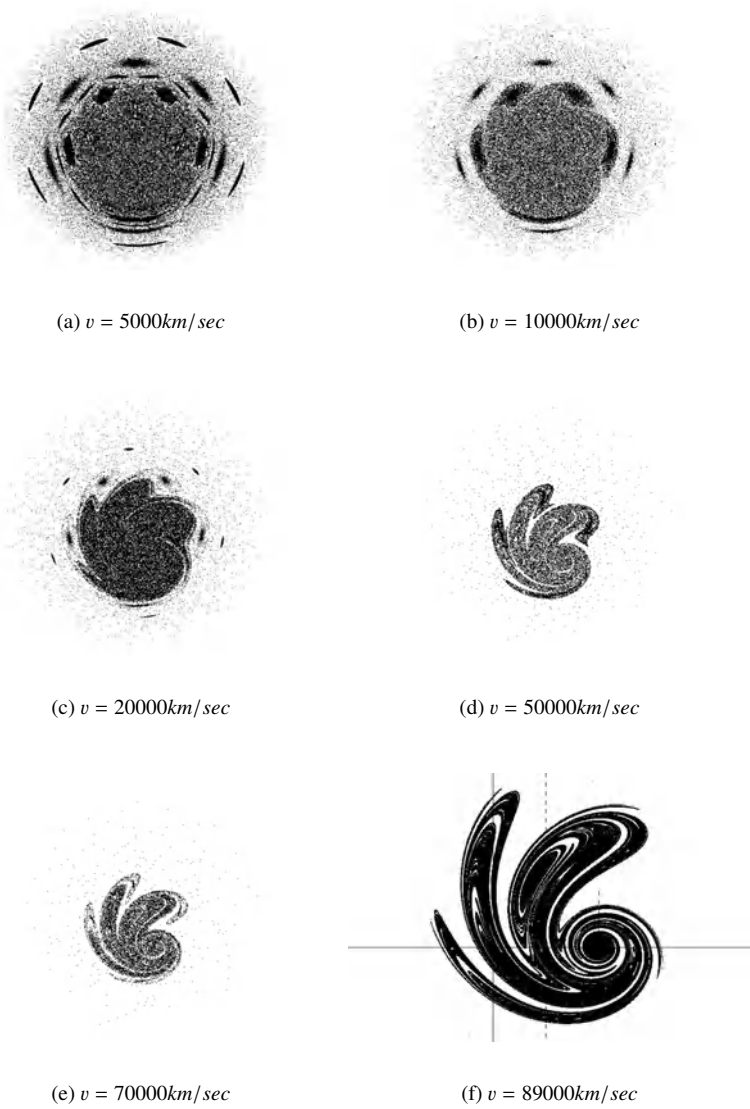 (a) v = 5000km/sec
(b) v = 10000km/sec
(c) v = 20000km/sec
(d) v = 50000km/sec
(e) v = 70000km/sec
(f) v = 89000km/sec